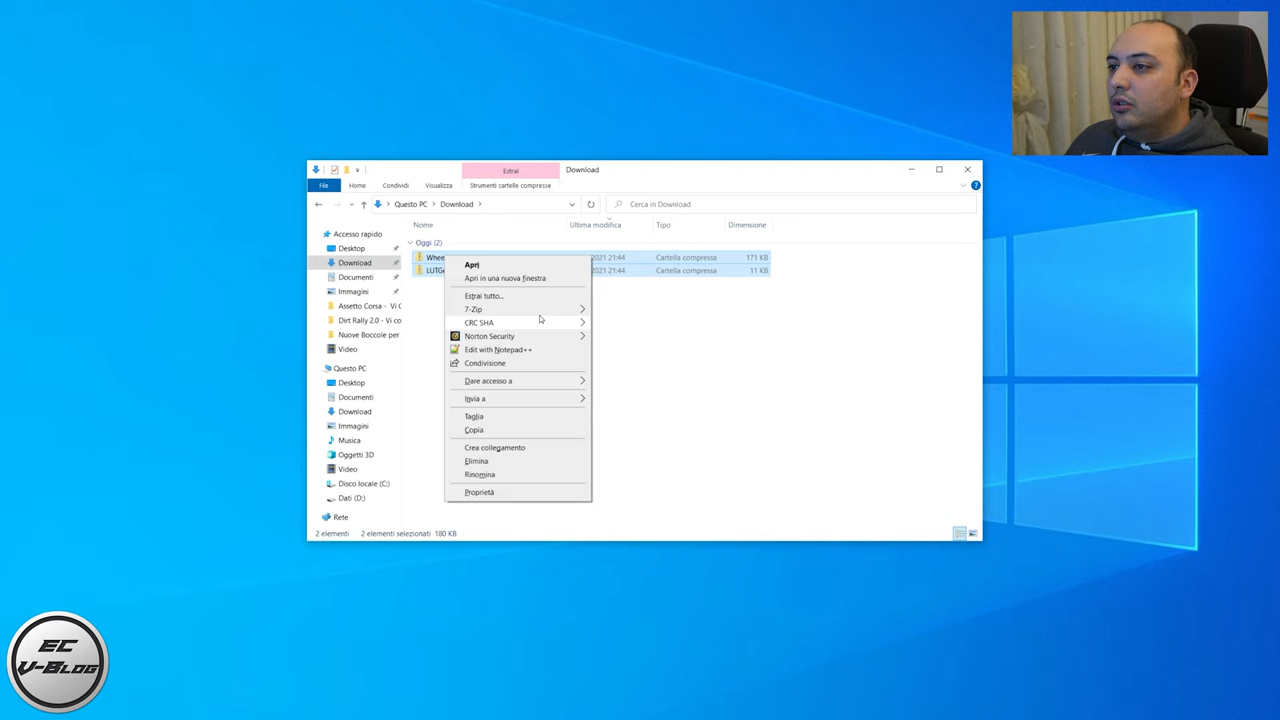 Estrai
Download
File
Home
Condividi
Visualizza
Strumenti cartelle compresse
Questo PC > Download >
Cerca in Download
Nome
Ultima modifica
Tipo
Dimensione
Accesso rapido
Desktop
Download
Documenti
Immagini
Assetto Corsa - Vi C
Dirt Rally 2.0 - Vi co
Nuove Boccole per
Video
Questo PC
Desktop
Documenti
Download
Immagini
Musica
Oggetti 3D
Video
Disco locale (C:)
Dati (D:)
Rete
Oggi (2)
Whee
2021 21:44
Cartella compressa
171 KB
LUTGe
2021 21:44
Cartella compressa
11 KB
Apri
Apri in una nuova finestra
Estrai tutto...
7-Zip
CRC SHA
Norton Security
Edit with Notepad++
Condivisione
Dare accesso a
Invia a
Taglia
Copia
Crea collegamento
Elimina
Rinomina
Proprietà
2 elementi
2 elementi selezionati 180 KB
EC
V-BLOG